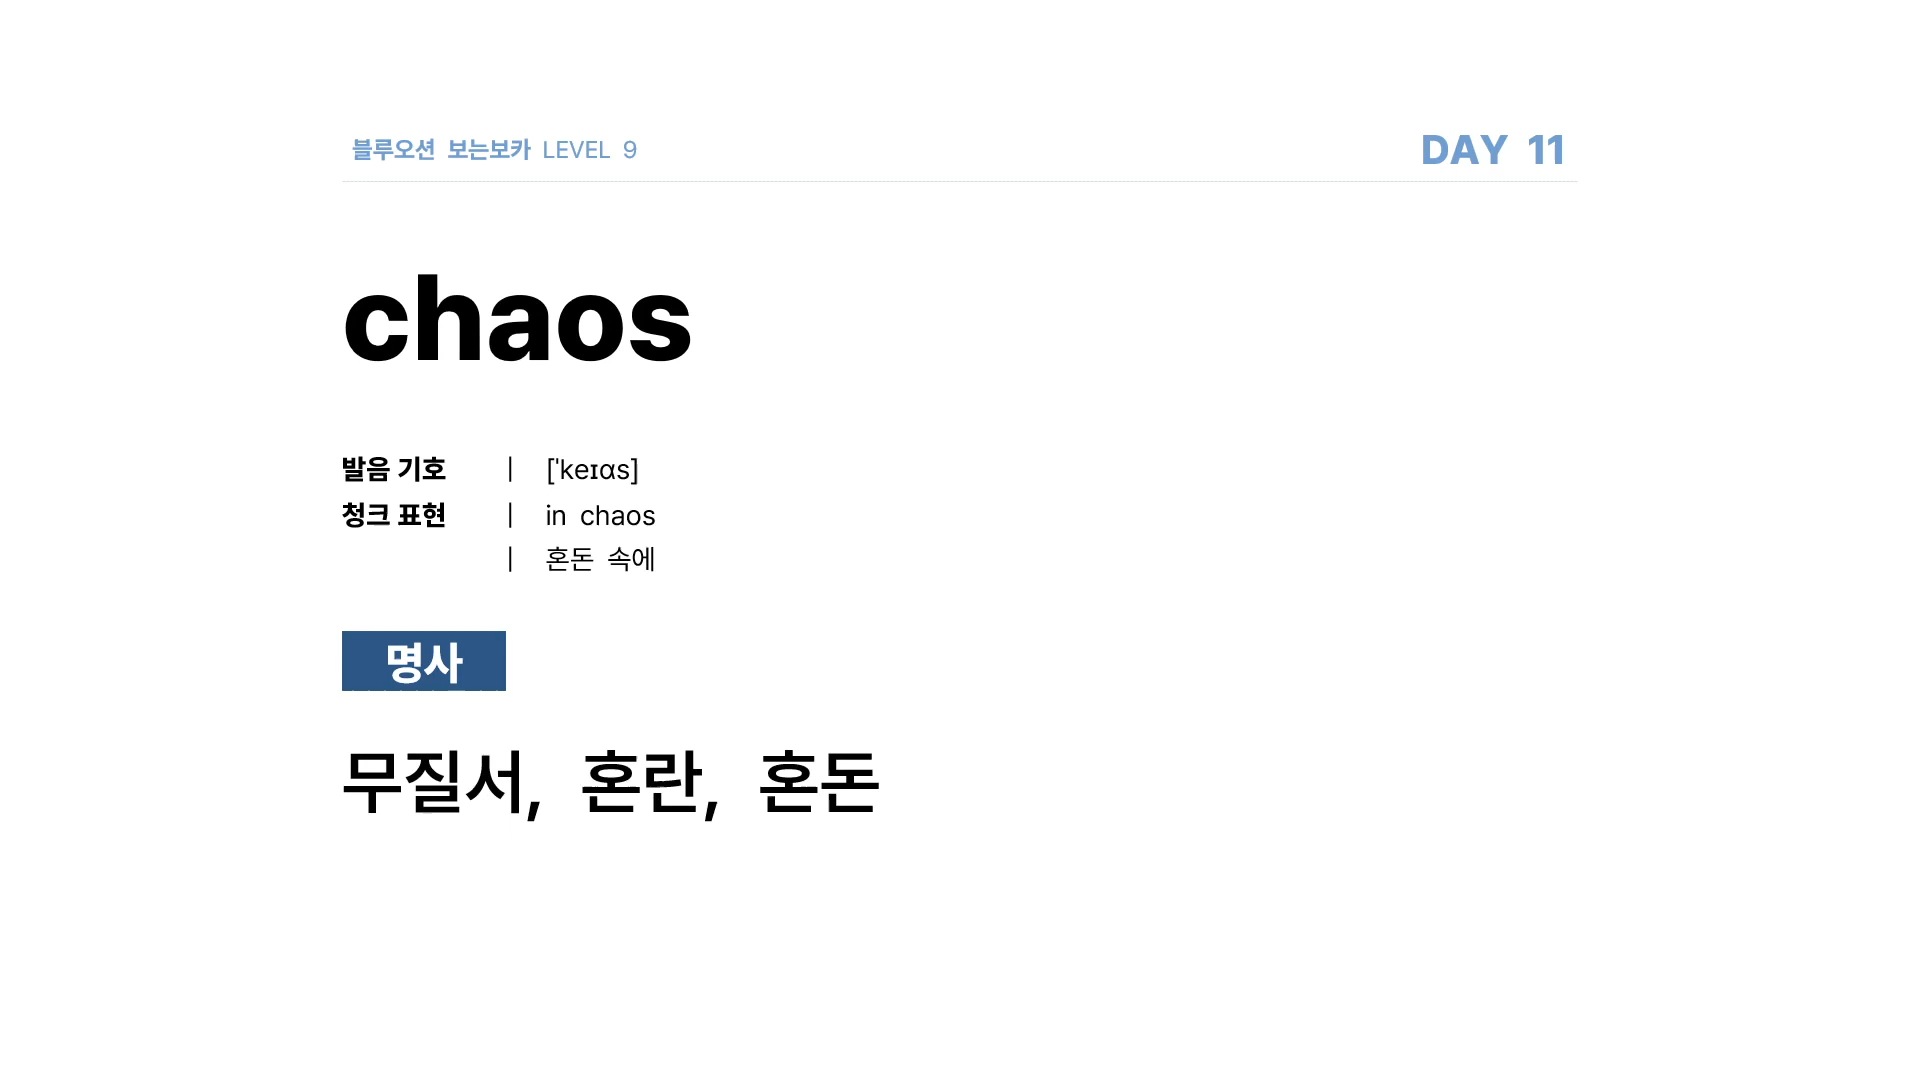 블루오션 보는보카 LEVEL 9
DAY 11
chaos
발음 기호 | [ˈkeɪɑs]
청크 표현 | in chaos
| 혼돈 속에
명사
무질서, 혼란, 혼돈